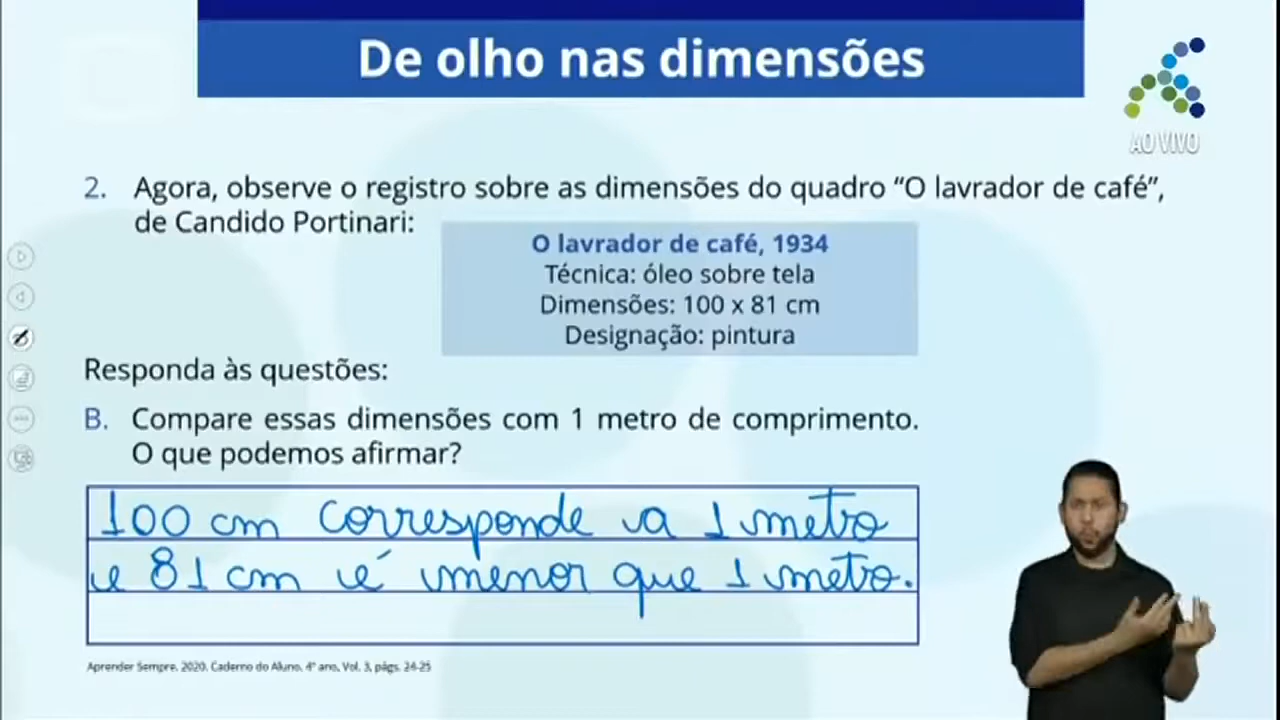 De olho nas dimensões
AO VIVO
2. Agora, observe o registro sobre as dimensões do quadro “O lavrador de café”,
de Candido Portinari:
O lavrador de café, 1934
Técnica: óleo sobre tela
Dimensões: 100 x 81 cm
Designação: pintura
Responda às questões:
B. Compare essas dimensões com 1 metro de comprimento.
O que podemos afirmar?
100 cm corresponde a 1 metro
e 81 cm é menor que 1 metro.
Aprender Sempre. 2020. Caderno do Aluno. 4° ano, Vol. 3, págs. 24-25